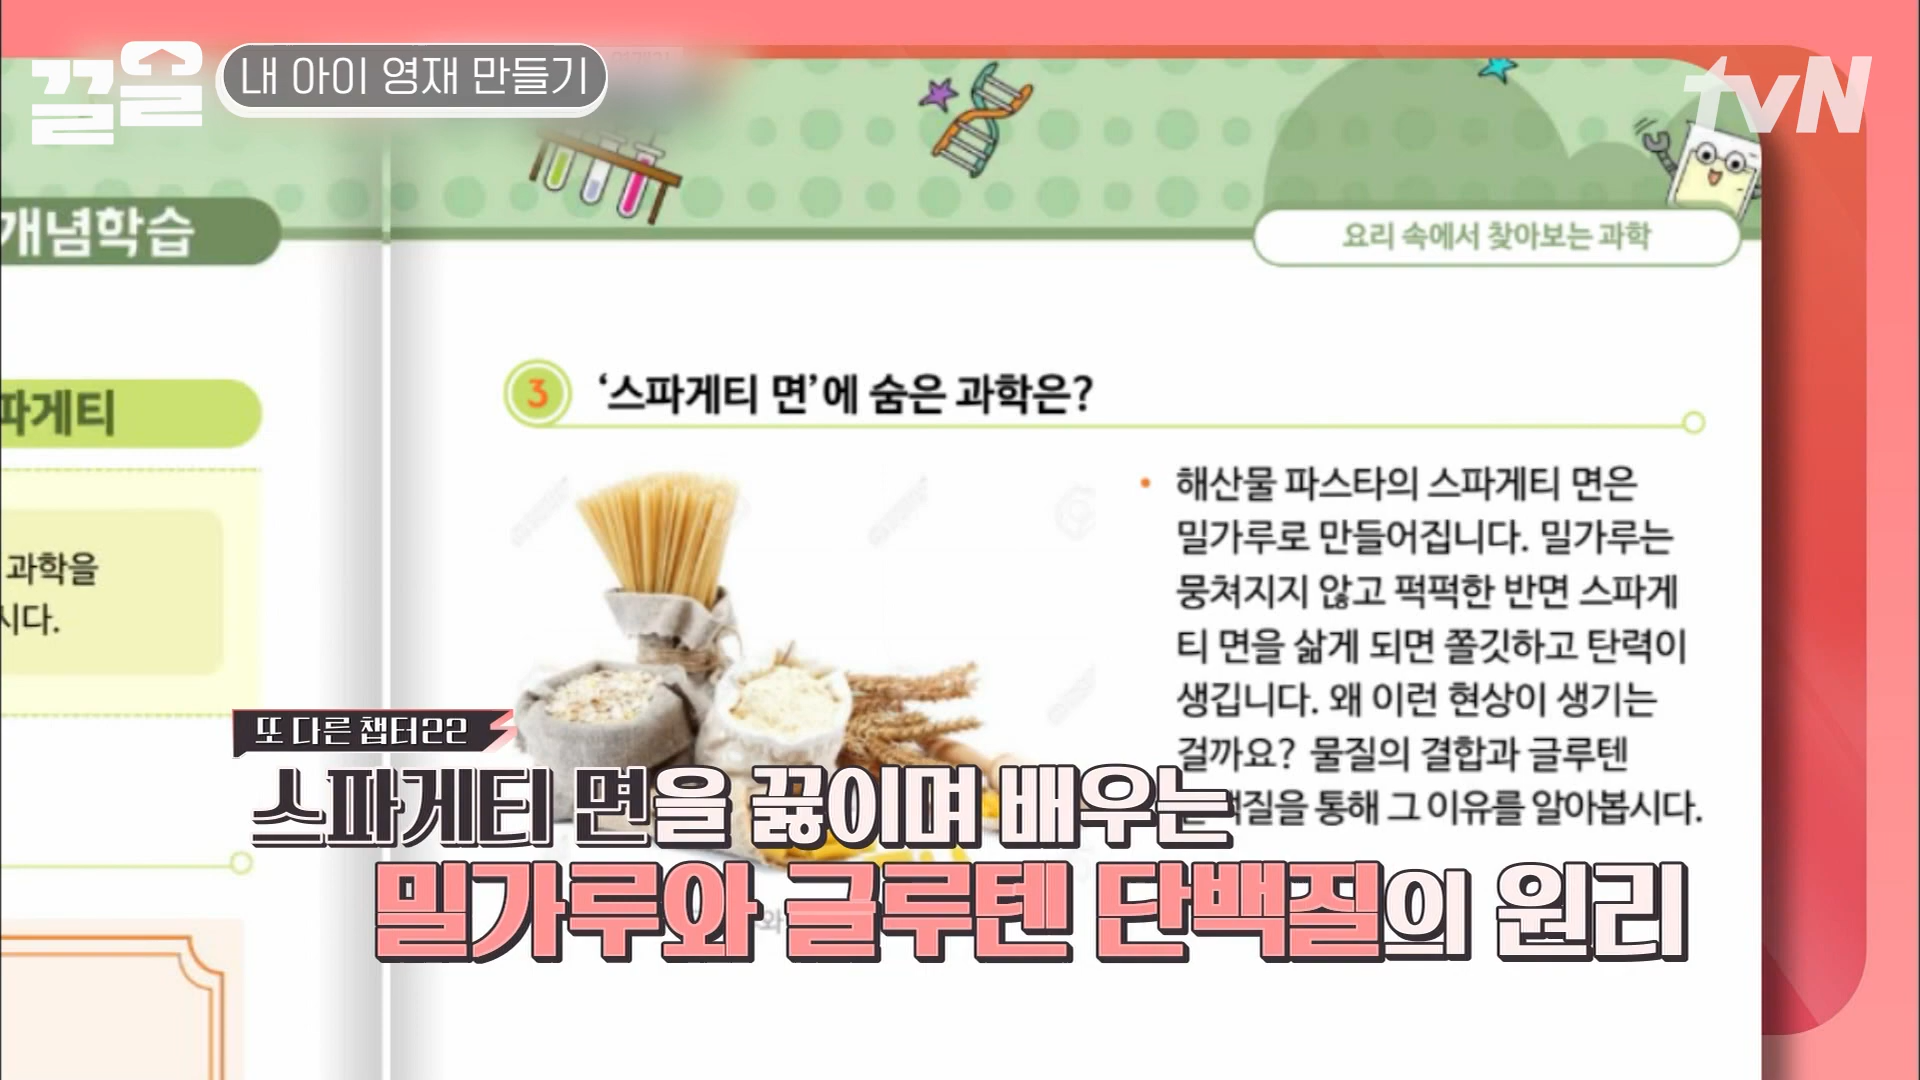 끌올
내 아이 영재 만들기
tvN
개념학습
요리 속에서 찾아보는 과학
파게티
과학을
시다.
3 ‘스파게티 면’에 숨은 과학은?
• 해산물 파스타의 스파게티 면은
밀가루로 만들어집니다. 밀가루는
뭉쳐지지 않고 퍽퍽한 반면 스파게
티 면을 삶게 되면 쫄깃하고 탄력이
생깁니다. 왜 이런 현상이 생기는
걸까요? 물질의 결합과 글루텐
통해 그 이유를 알아봅시다.
또 다른 챕터22
스파게티 면을 끓이며 배우는
밀가루와 글루텐 단백질의 원리